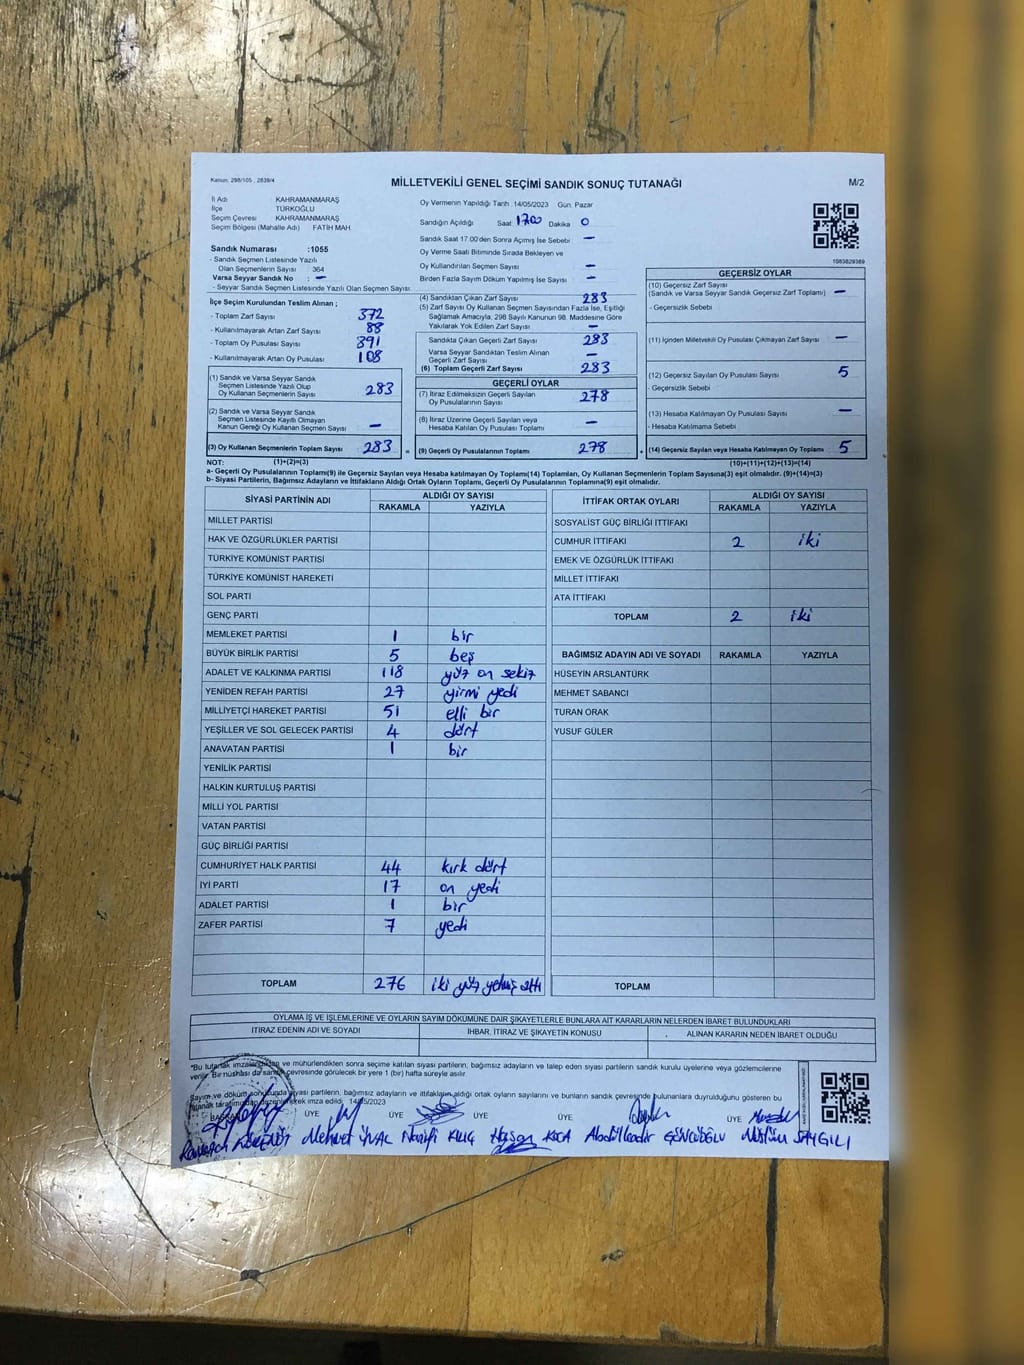 Kanun: 298/105 , 2839/4
MİLLETVEKİLİ GENEL SEÇİMİ SANDIK SONUÇ TUTANAĞI
M/2
İl Adı KAHRAMANMARAŞ
İlçe TÜRKOĞLU
Seçim Çevresi KAHRAMANMARAŞ
Seçim Bölgesi (Mahalle Adı) FATİH MAH.
Sandık Numarası :1055
- Sandık Seçmen Listesinde Yazılı
Olan Seçmenlerin Sayısı : 364
Varsa Seyyar Sandık No : –
- Seyyar Sandık Seçmen Listesinde Yazılı Olan Seçmen Sayısı
Oy Vermenin Yapıldığı Tarih :14/05/2023 Gün: Pazar
Sandığın Açıldığı Saat 17.00 Dakika 0
Sandık Saat 17.00'den Sonra Açmış İse Sebebi –
Oy Verme Saati Bitiminde Sırada Bekleyen ve
Oy Kullandırılan Seçmen Sayısı –
Birden Fazla Sayım Döküm Yapılmış İse Sayısı –
1083829389
İlçe Seçim Kurulundan Teslim Alınan ;
- Toplam Zarf Sayısı 372
- Kullanılmayarak Artan Zarf Sayısı 88
- Toplam Oy Pusulası Sayısı 391
- Kullanılmayarak Artan Oy Pusulası 108
(1) Sandık ve Varsa Seyyar Sandık
Seçmen Listesinde Yazılı Olup
Oy Kullanan Seçmenlerin Sayısı 283
(2) Sandık ve Varsa Seyyar Sandık
Seçmen Listesinde Kayıtlı Olmayan
Kanun Gereği Oy Kullanan Seçmen Sayısı –
(3) Oy Kullanan Seçmenlerin Toplam Sayısı 283 =
(4) Sandıktan Çıkan Zarf Sayısı 283
(5) Zarf Sayısı Oy Kullanan Seçmen Sayısından Fazla İse, Eşitliği
Sağlamak Amacıyla, 298 Sayılı Kanunun 98. Maddesine Göre
Yakılarak Yok Edilen Zarf Sayısı –
Sandıkta Çıkan Geçerli Zarf Sayısı 283
Varsa Seyyar Sandıktan Teslim Alınan
Geçerli Zarf Sayısı –
(6) Toplam Geçerli Zarf Sayısı 283
GEÇERLİ OYLAR
(7) İtiraz Edilmeksizin Geçerli Sayılan
Oy Pusulalarının Sayısı 278
(8) İtiraz Üzerine Geçerli Sayılan veya
Hesaba Katılan Oy Pusulası Toplamı –
(9) Geçerli Oy Pusulalarının Toplamı 278 +
GEÇERSİZ OYLAR
(10) Geçersiz Zarf Sayısı
(Sandık ve Varsa Seyyar Sandık Geçersiz Zarf Toplamı) –
- Geçersizlik Sebebi
(11) İçinden Milletvekili Oy Pusulası Çıkmayan Zarf Sayısı –
(12) Geçersiz Sayılan Oy Pusulası Sayısı 5
- Geçersizlik Sebebi
(13) Hesaba Katılmayan Oy Pusulası Sayısı –
- Hesaba Katılmama Sebebi
(14) Geçersiz Sayılan veya Hesaba Katılmayan Oy Toplamı 5
NOT: (1)+(2)=(3) (10)+(11)+(12)+(13)=(14)
a- Geçerli Oy Pusulalarının Toplamı(9) ile Geçersiz Sayılan veya Hesaba katılmayan Oy Toplamı(14) Toplamları, Oy Kullanan Seçmenlerin Toplam Sayısına(3) eşit olmalıdır. (9)+(14)=(3)
b- Siyasi Partilerin, Bağımsız Adayların ve İttifakların Aldığı Ortak Oyların Toplamı, Geçerli Oy Pusulalarının Toplamına(9) eşit olmalıdır.
SİYASİ PARTİNİN ADI ALDIĞI OY SAYISI
RAKAMLA YAZIYLA
MİLLET PARTİSİ
HAK VE ÖZGÜRLÜKLER PARTİSİ
TÜRKİYE KOMÜNİST PARTİSİ
TÜRKİYE KOMÜNİST HAREKETİ
SOL PARTİ
GENÇ PARTİ
MEMLEKET PARTİSİ 1 bir
BÜYÜK BİRLİK PARTİSİ 5 beş
ADALET VE KALKINMA PARTİSİ 118 yüz on sekiz
YENİDEN REFAH PARTİSİ 27 yirmi yedi
MİLLİYETÇİ HAREKET PARTİSİ 51 elli bir
YEŞİLLER VE SOL GELECEK PARTİSİ 4 dört
ANAVATAN PARTİSİ 1 bir
YENİLİK PARTİSİ
HALKIN KURTULUŞ PARTİSİ
MİLLİ YOL PARTİSİ
VATAN PARTİSİ
GÜÇ BİRLİĞİ PARTİSİ
CUMHURİYET HALK PARTİSİ 44 kırk dört
İYİ PARTİ 17 on yedi
ADALET PARTİSİ 1 bir
ZAFER PARTİSİ 7 yedi
TOPLAM 276 iki yüz yetmiş altı
İTTİFAK ORTAK OYLARI ALDIĞI OY SAYISI
RAKAMLA YAZIYLA
SOSYALİST GÜÇ BİRLİĞİ İTTİFAKI
CUMHUR İTTİFAKI 2 iki
EMEK VE ÖZGÜRLÜK İTTİFAKI
MİLLET İTTİFAKI
ATA İTTİFAKI
TOPLAM 2 iki
BAĞIMSIZ ADAYIN ADI VE SOYADI RAKAMLA YAZIYLA
HÜSEYİN ARSLANTÜRK
MEHMET SABANCI
TURAN ORAK
YUSUF GÜLER
TOPLAM
OYLAMA İŞ VE İŞLEMLERİNE VE OYLARIN SAYIM DÖKÜMÜNE DAİR ŞİKAYETLERLE BUNLARA AİT KARARLARIN NELERDEN İBARET BULUNDUKLARI
İTİRAZ EDENİN ADI VE SOYADI İHBAR, İTİRAZ VE ŞİKAYETİN KONUSU ALINAN KARARIN NEDEN İBARET OLDUĞU
"Bu tutanak imzalandıktan ve mühürlendikten sonra seçime katılan siyasi partilerin, bağımsız adayların ve talep eden siyasi partilerin sandık kurulu üyelerine veya gözlemcilerine
verilir. Bir nüshası da sandık çevresinde görülecek bir yere 1 (bir) hafta süreyle asılır.
Sayım ve döküm sonucunda siyasi partilerin, bağımsız adayların ve ittifakların aldığı ortak oyların sayılarını ve bunların sandık çevresinde bulunanlara duyurulduğunu gösteren bu
tutanak tarafımızdan düzenlenerek imza edildi. 14/05/2023
BAŞKAN ÜYE ÜYE ÜYE ÜYE ÜYE
Mehmet ÜNAL Nazifi KILIÇ Hasan KOCA Abdülkadir GÖNCÜOĞLU Müslüm SAYGILI